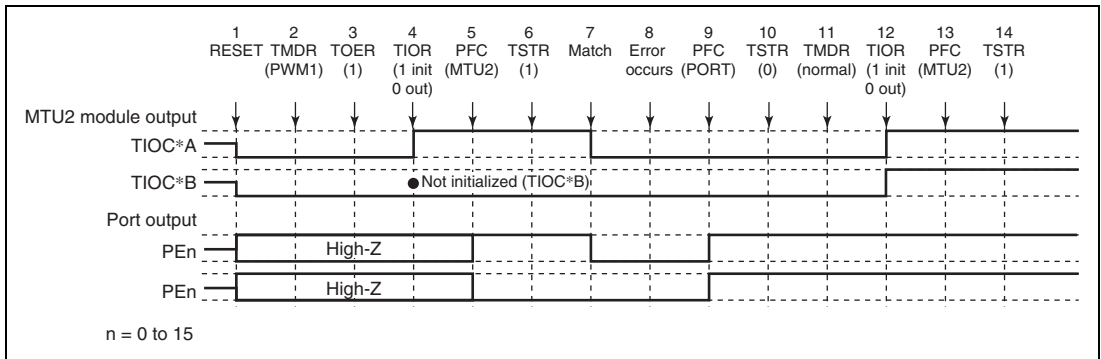 1 2 3 4 5 6 7 8 9 10 11 12 13 14
RESET TMDR TOER TIOR PFC TSTR Match Error PFC TSTR TMDR TIOR PFC TSTR
(PWM1) (1) (1 init (MTU2) (1) occurs (PORT) (0) (normal) (1 init (MTU2) (1)
0 out) 0 out)
MTU2 module output
TIOC*A
TIOC*B
Not initialized (TIOC*B)
Port output
PEn
High-Z
PEn
High-Z
n = 0 to 15